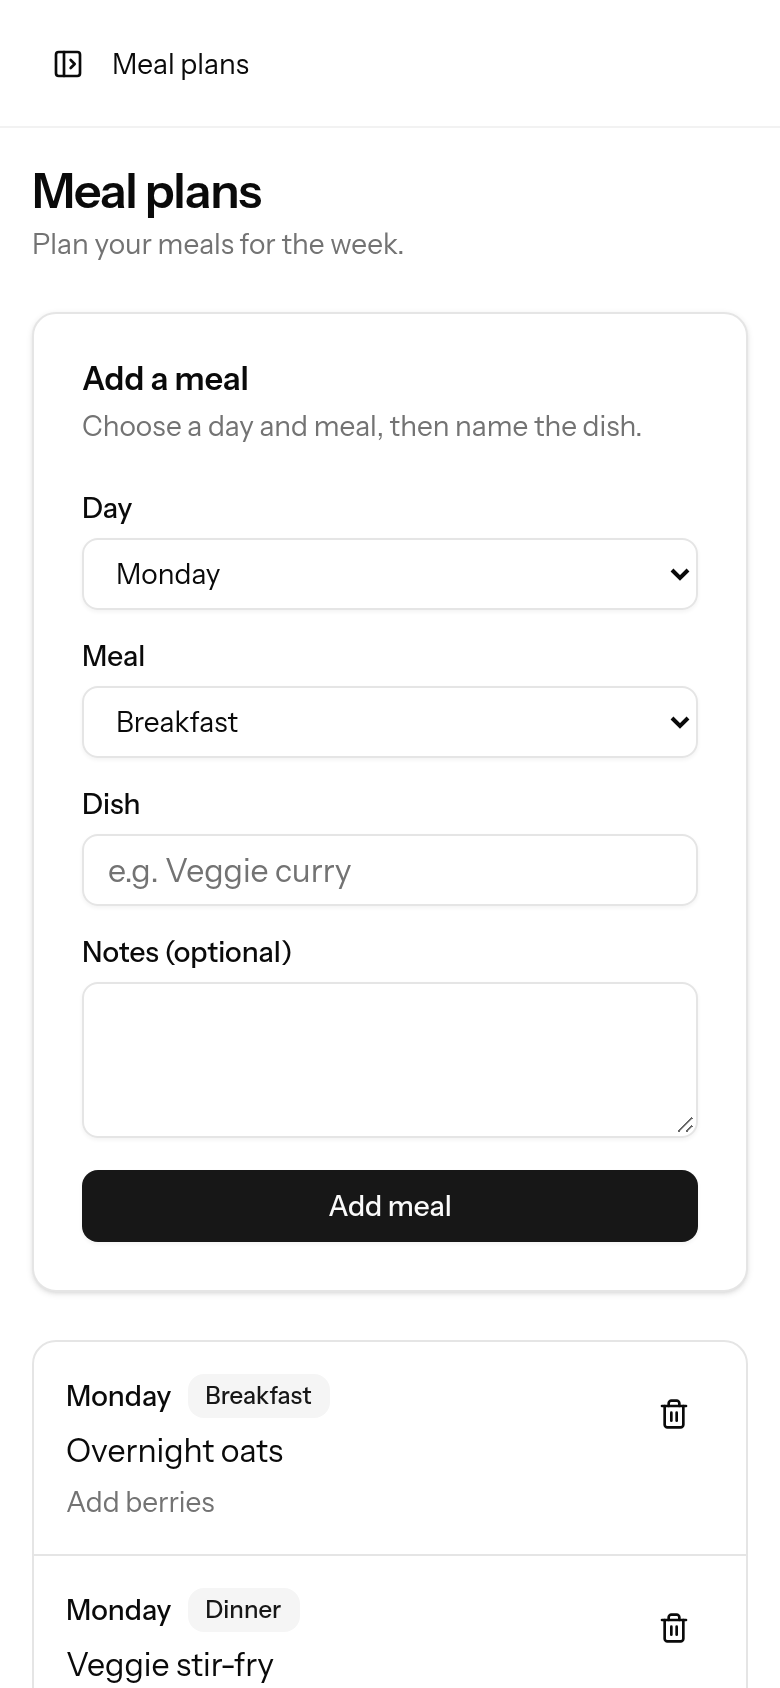 Meal plans
Meal plans
Plan your meals for the week.
Add a meal
Choose a day and meal, then name the dish.
Day
Monday
Meal
Breakfast
Dish
e.g. Veggie curry
Notes (optional)
Add meal
Monday Breakfast
Overnight oats
Add berries
Monday Dinner
Veggie stir-fry